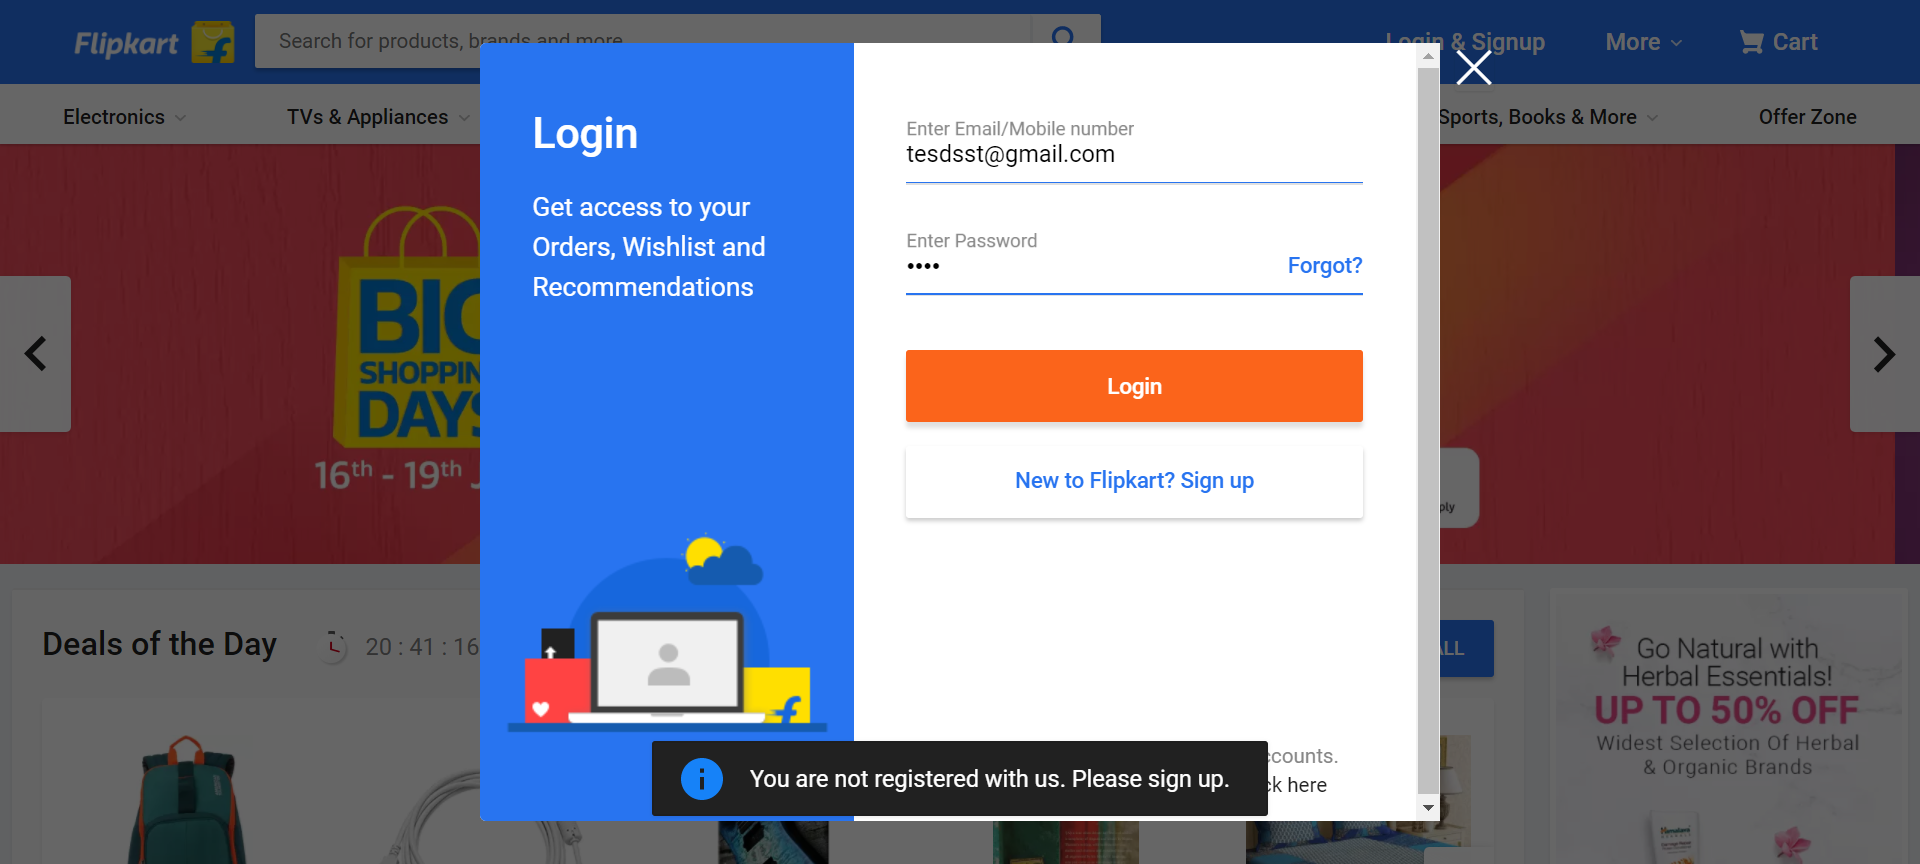 Flipkart
Search for products, brands and more
Login & Signup
More
Cart
Electronics
TVs & Appliances
Sports, Books & More
Offer Zone
Login
Get access to your
Orders, Wishlist and
Recommendations
Enter Email/Mobile number
tesdsst@gmail.com
Enter Password
••••
Forgot?
Login
New to Flipkart? Sign up
BIG
SHOPPIN
DAYS
16th - 19th J
ply
Deals of the Day
20 : 41 : 16
ALL
Go Natural with
Herbal Essentials!
UP TO 50% OFF
Widest Selection Of Herbal
& Organic Brands
Himalaya
ccounts.
ck here
You are not registered with us. Please sign up.